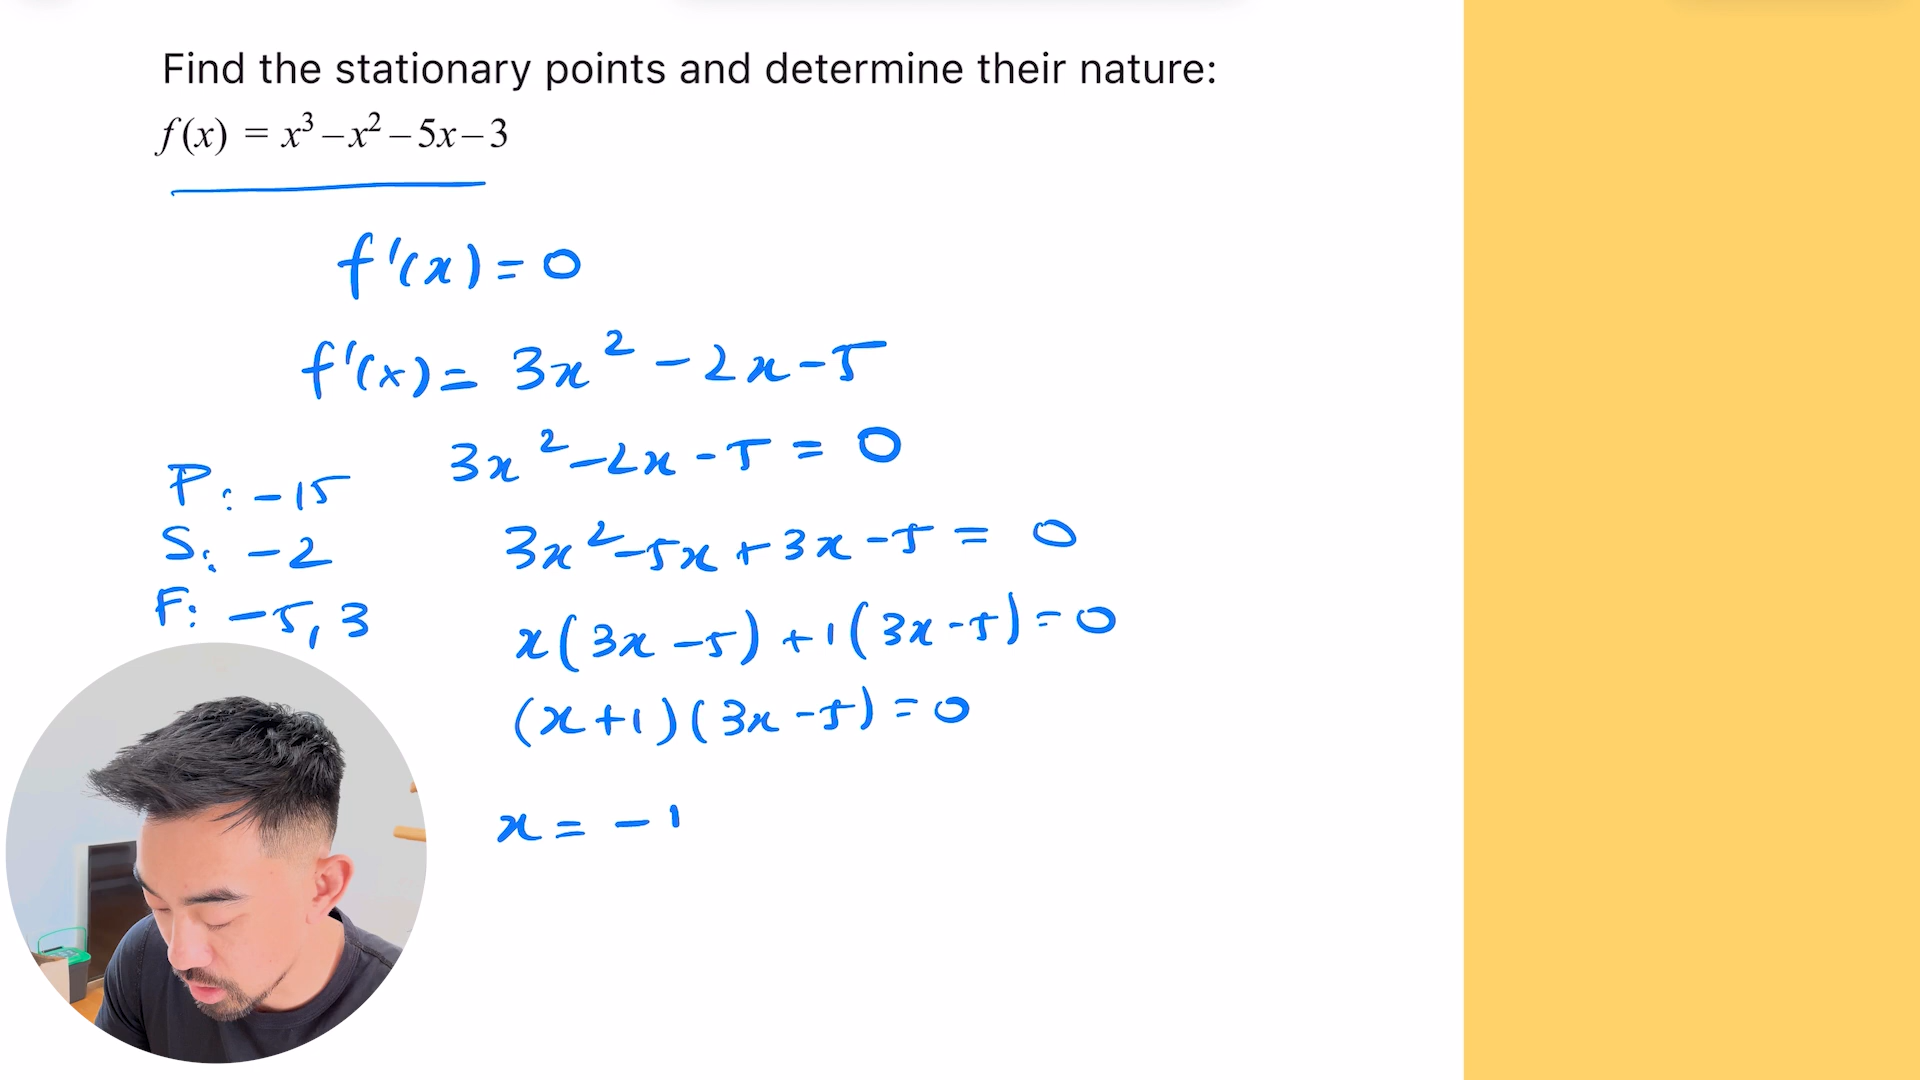 Find the stationary points and determine their nature:
f(x) = x³ – x² – 5x – 3
f'(x) = 0
f'(x) = 3x² - 2x - 5
3x² - 2x - 5 = 0
P: -15
S: -2
F: -5, 3
3x² - 5x + 3x - 5 = 0
x(3x - 5) + 1(3x - 5) = 0
(x + 1)(3x - 5) = 0
x = -1